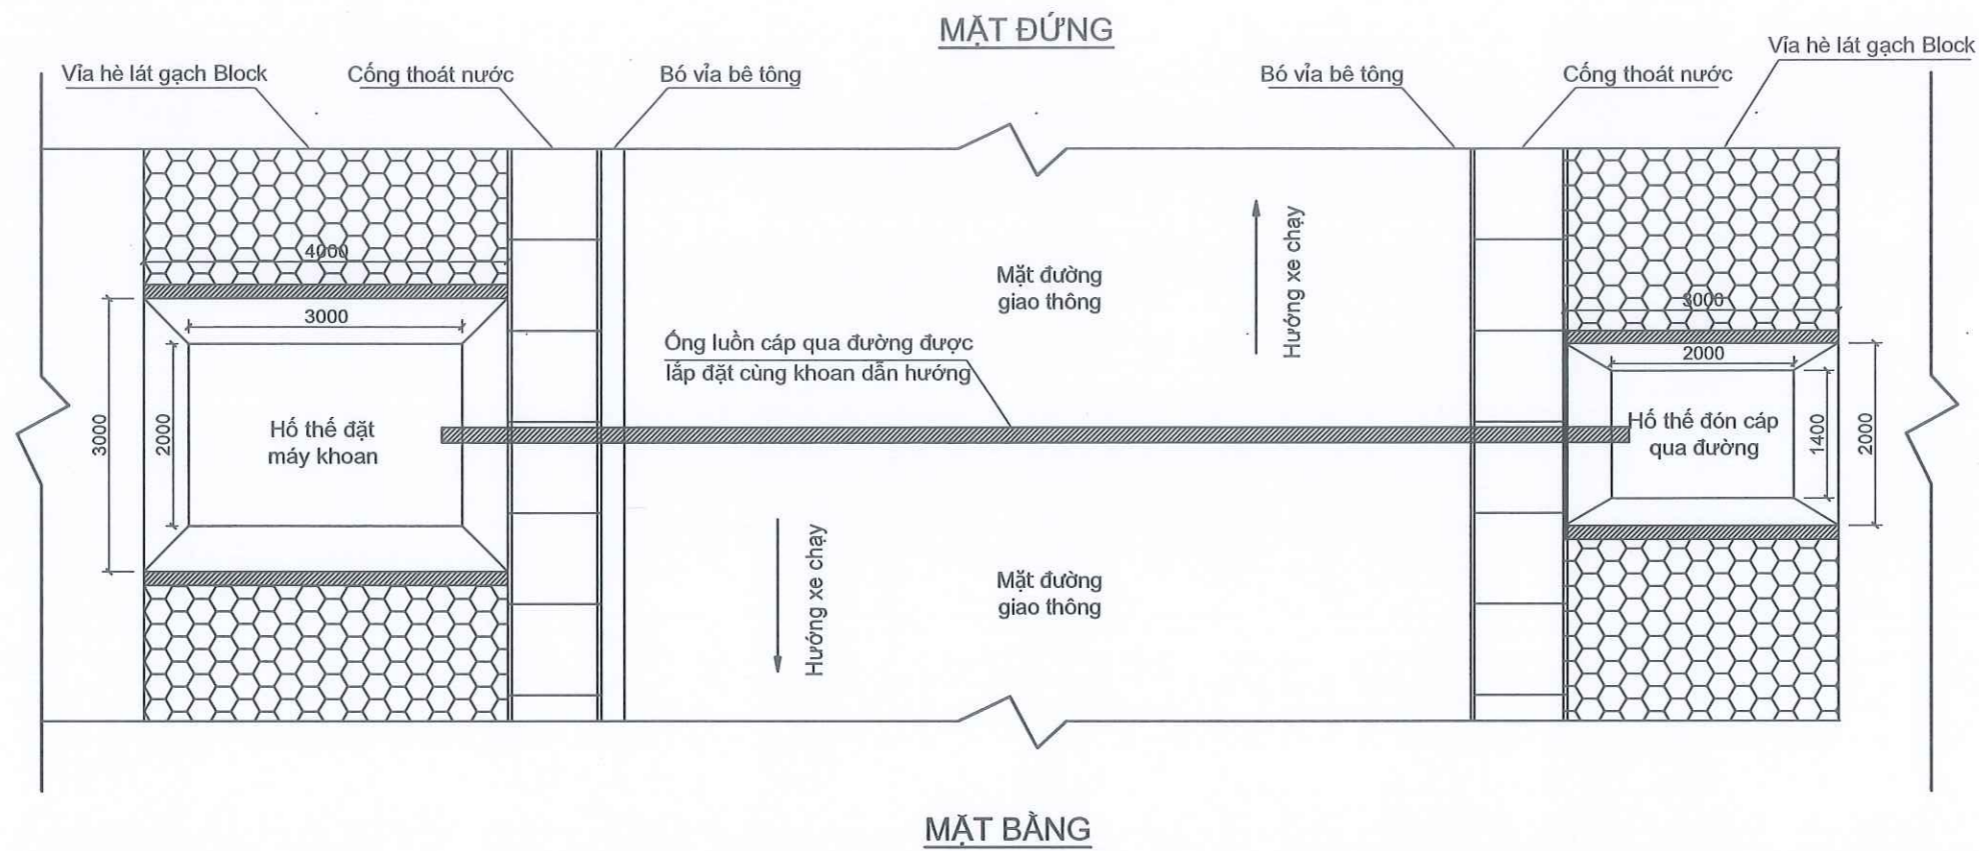 MẶT ĐỨNG
Vỉa hè lát gạch Block
Cống thoát nước
Bó vỉa bê tông
Bó vỉa bê tông
Cống thoát nước
Vỉa hè lát gạch Block
4000
3000
3000
2000
Hố thế đặt
máy khoan
Ống luồn cáp qua đường được
lắp đặt cùng khoan dẫn hướng
Mặt đường
giao thông
Hướng xe chạy
3000
2000
Hố thế đón cáp
qua đường
1400
2000
Hướng xe chạy
Mặt đường
giao thông
MẶT BẰNG